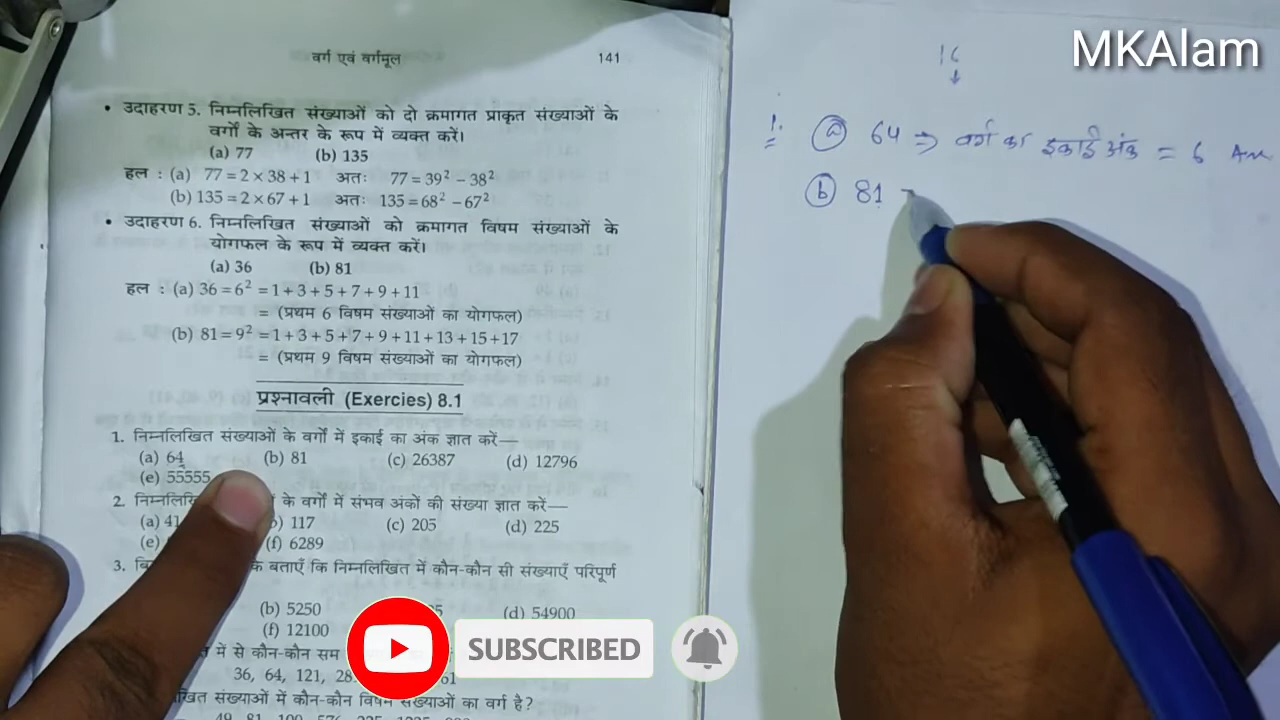 वर्ग एवं वर्गमूल 141
• उदाहरण 5. निम्नलिखित संख्याओं को दो क्रमागत प्राकृत संख्याओं के
वर्गों के अन्तर के रूप में व्यक्त करें।
(a) 77 (b) 135
हल : (a) 77 = 2 × 38 + 1 अतः 77 = 39² – 38²
(b) 135 = 2 × 67 + 1 अतः 135 = 68² – 67²
• उदाहरण 6. निम्नलिखित संख्याओं को क्रमागत विषम संख्याओं के
योगफल के रूप में व्यक्त करें।
(a) 36 (b) 81
हल : (a) 36 = 6² = 1 + 3 + 5 + 7 + 9 + 11
= (प्रथम 6 विषम संख्याओं का योगफल)
(b) 81 = 9² = 1 + 3 + 5 + 7 + 9 + 11 + 13 + 15 + 17
= (प्रथम 9 विषम संख्याओं का योगफल)
प्रश्नावली (Exercies) 8.1
1. निम्नलिखित संख्याओं के वर्गों में इकाई का अंक ज्ञात करें—
(a) 64 (b) 81 (c) 26387 (d) 12796
(e) 55555
2. के वर्गों में संभव अंकों की संख्या ज्ञात करें—
(a) 117 (c) 205 (d) 225
(e) (f) 6289
3. बताएँ कि निम्नलिखित में कौन-कौन सी संख्याएँ परिपूर्ण
(b) 5250 (d) 54900
(f) 12100
में से कौन-कौन सम
36, 64, 121,
संख्याओं में कौन-कौन विषम संख्याओं का वर्ग है?
MKAlam
16
↓
1. (a) 64 ⇒ वर्ग का इकाई अंक = 6 Ans
(b) 81
SUBSCRIBED